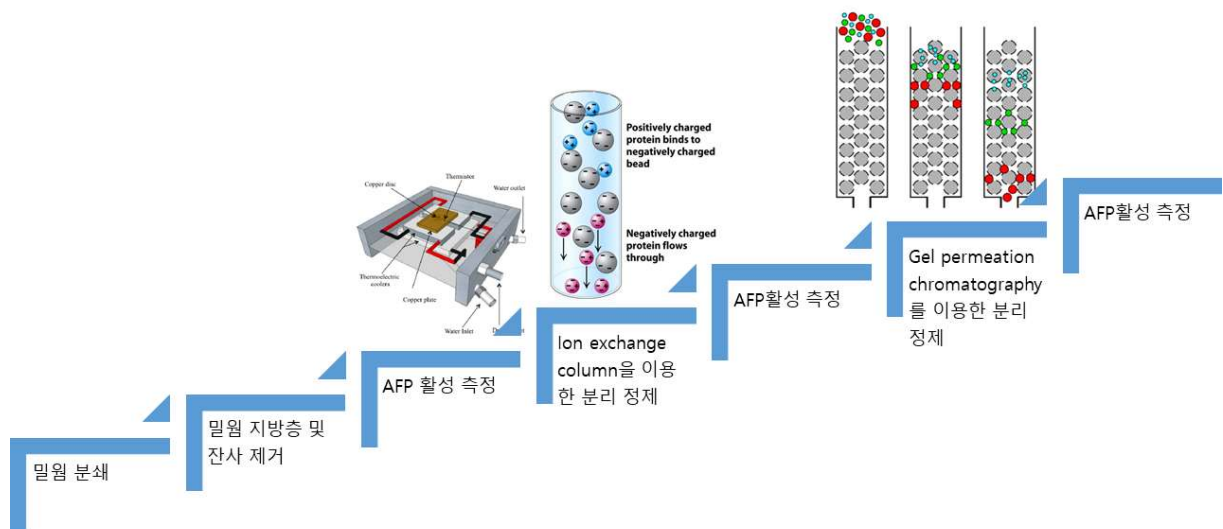 밀웜 분쇄
밀웜 지방층 및
잔사 제거
AFP 활성 측정
Copper disc
Thermistor
Water outlet
Thermoelectric
coolers
Copper plate
Water Inlet
Ion exchange
column을 이용
한 분리 정제
Positively charged
protein binds to
negatively charged
bead
Negatively charged
protein flows
through
AFP활성 측정
Gel permeation
chromatography
를 이용한 분리
정제
AFP활성 측정